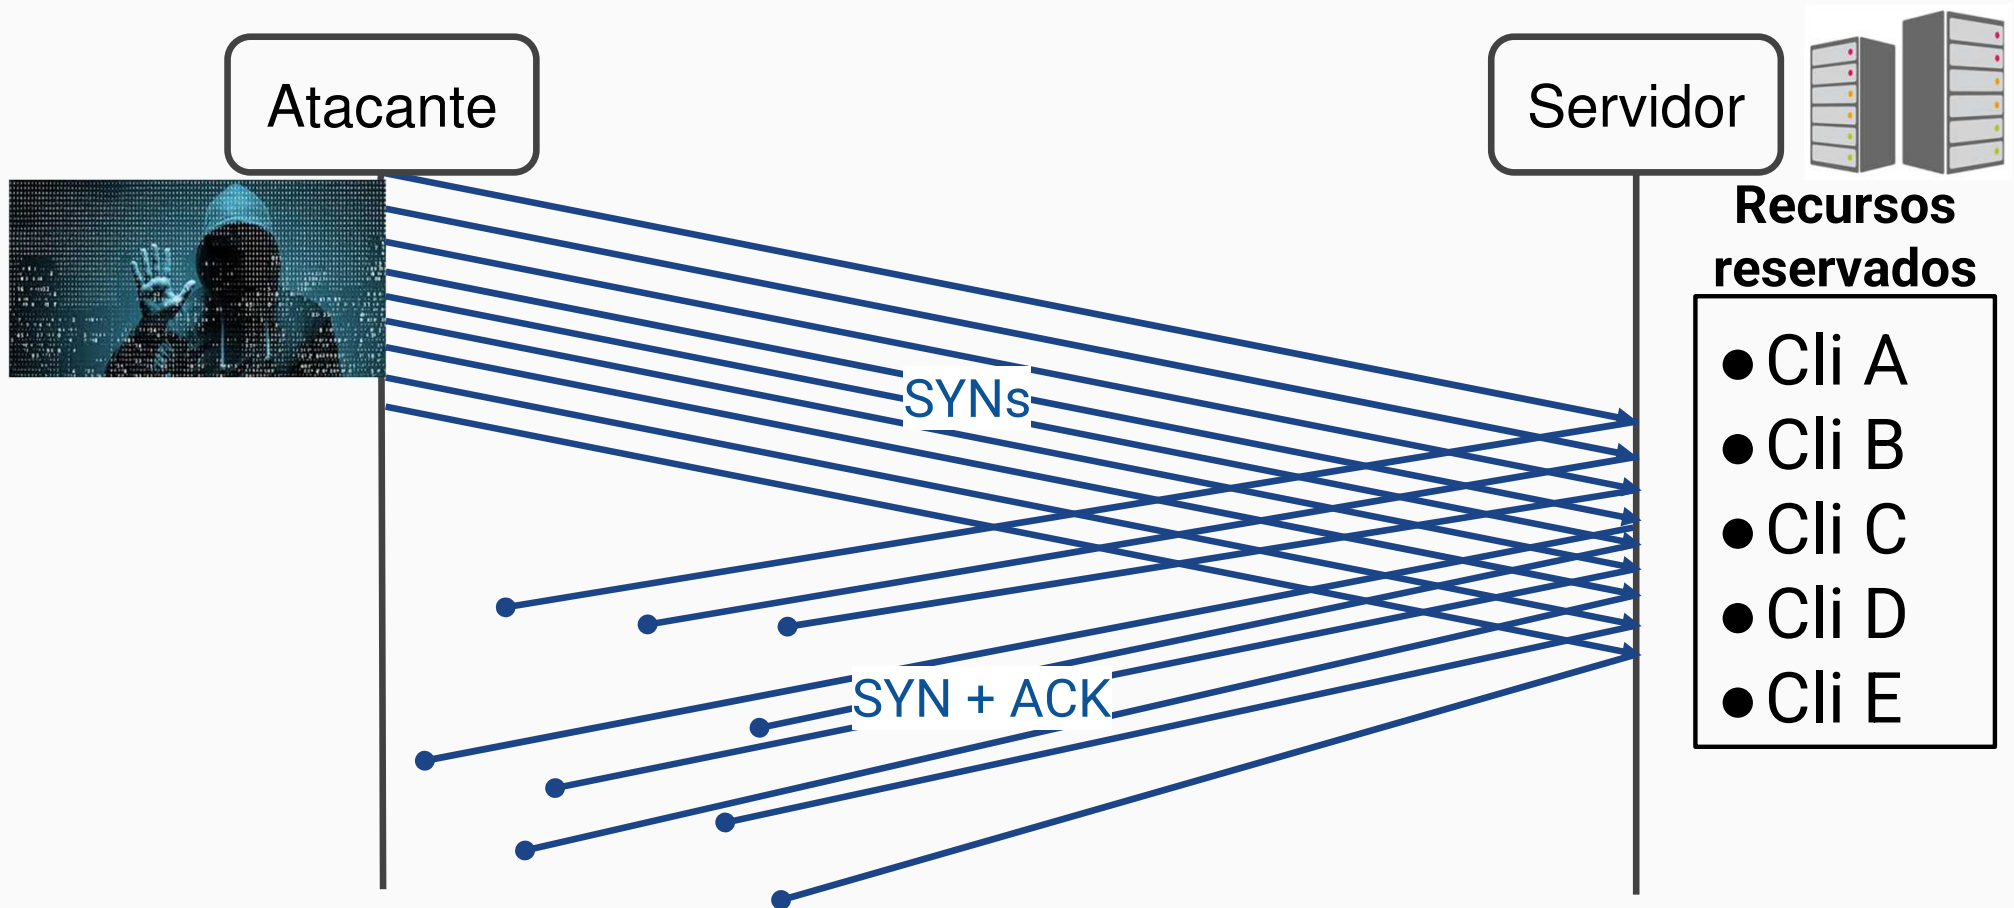 Atacante
Servidor
Recursos
reservados
SYNs
● Cli A
● Cli B
● Cli C
● Cli D
● Cli E
SYN + ACK